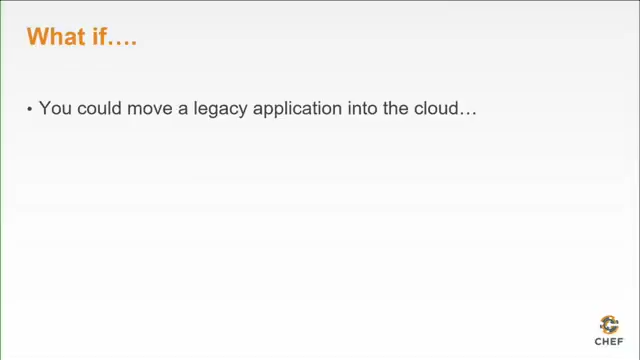 What if….
• You could move a legacy application into the cloud…
CHEF